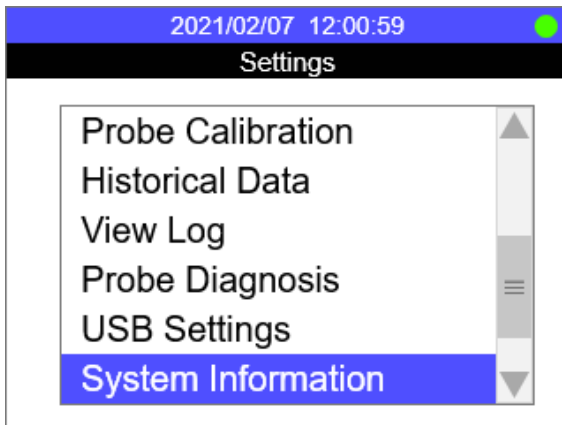 2021/02/07 12:00:59
Settings
Probe Calibration
Historical Data
View Log
Probe Diagnosis
USB Settings
System Information